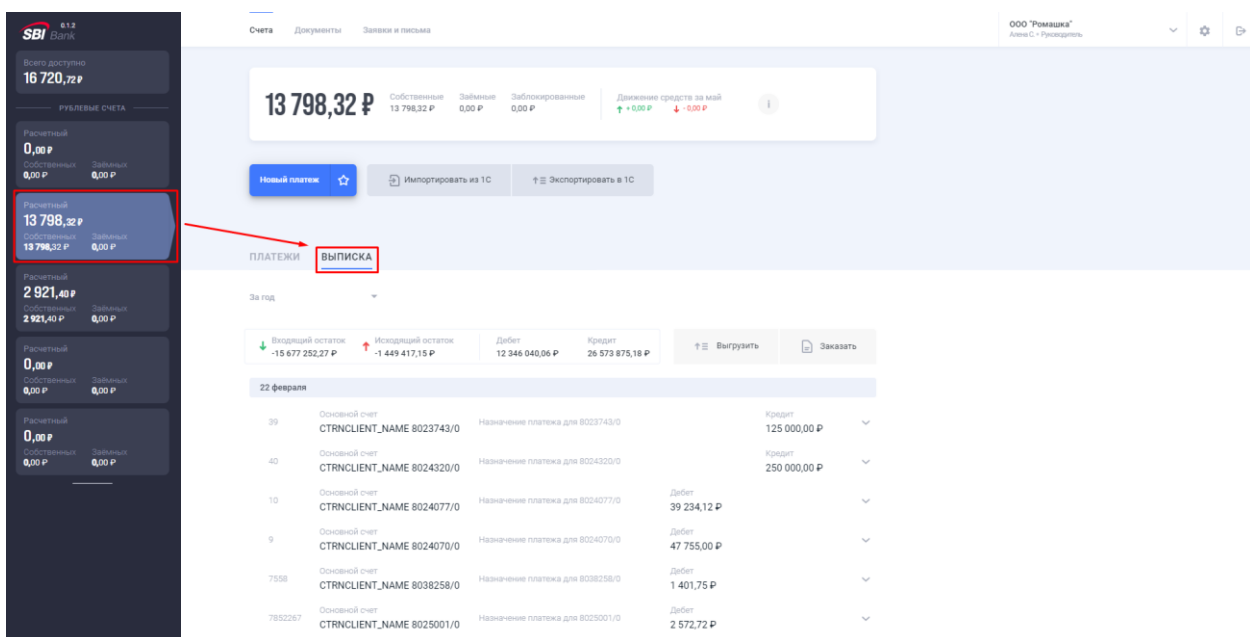 0.1.2
SBI Bank
Всего доступно
16 720,72 ₽
РУБЛЕВЫЕ СЧЕТА
Расчетный
0,00 ₽
Собственных Заёмных
0,00 ₽ 0,00 ₽
Расчетный
13 798,32 ₽
Собственных Заёмных
13 798,32 ₽ 0,00 ₽
Расчетный
2 921,40 ₽
Собственных Заёмных
2 921,40 ₽ 0,00 ₽
Расчетный
0,00 ₽
Собственных Заёмных
0,00 ₽ 0,00 ₽
Расчетный
0,00 ₽
Собственных Заёмных
0,00 ₽ 0,00 ₽
Счета Документы Заявки и письма
ООО "Ромашка"
Алена С. • Руководитель
13 798,32 ₽
Собственные Заёмные Заблокированные Движение средств за май
13 798,32 ₽ 0,00 ₽ 0,00 ₽ + 0,00 ₽ - 0,00 ₽ i
Новый платеж Импортировать из 1С Экспортировать в 1С
ПЛАТЕЖИ ВЫПИСКА
За год
Входящий остаток Исходящий остаток Дебет Кредит
-15 677 252,27 ₽ -1 449 417,15 ₽ 12 346 040,06 ₽ 26 573 875,18 ₽
Выгрузить Заказать
22 февраля
Основной счет Кредит
39 CTRNCLIENT_NAME 8023743/0 Назначение платежа для 8023743/0 125 000,00 ₽
Основной счет Кредит
40 CTRNCLIENT_NAME 8024320/0 Назначение платежа для 8024320/0 250 000,00 ₽
Основной счет Дебет
10 CTRNCLIENT_NAME 8024077/0 Назначение платежа для 8024077/0 39 234,12 ₽
Основной счет Дебет
9 CTRNCLIENT_NAME 8024070/0 Назначение платежа для 8024070/0 47 755,00 ₽
Основной счет Дебет
7558 CTRNCLIENT_NAME 8038258/0 Назначение платежа для 8038258/0 1 401,75 ₽
Основной счет Дебет
7852267 CTRNCLIENT_NAME 8025001/0 Назначение платежа для 8025001/0 2 572,72 ₽